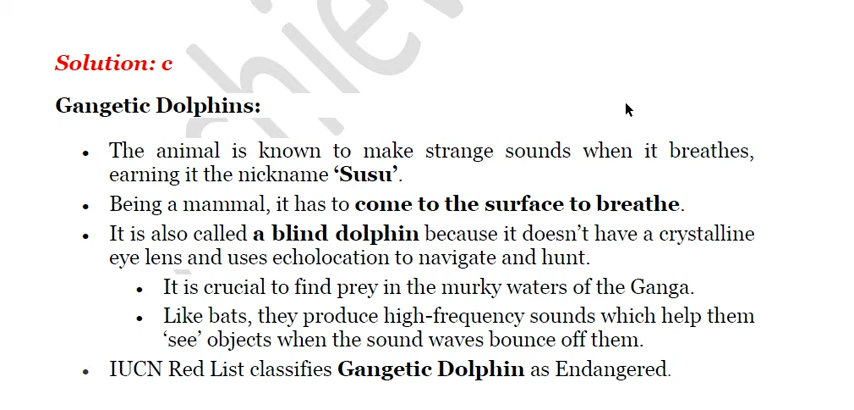 Solution: c
Gangetic Dolphins:
• The animal is known to make strange sounds when it breathes,
earning it the nickname ‘Susu’.
• Being a mammal, it has to come to the surface to breathe.
• It is also called a blind dolphin because it doesn’t have a crystalline
eye lens and uses echolocation to navigate and hunt.
• It is crucial to find prey in the murky waters of the Ganga.
• Like bats, they produce high-frequency sounds which help them
‘see’ objects when the sound waves bounce off them.
• IUCN Red List classifies Gangetic Dolphin as Endangered.